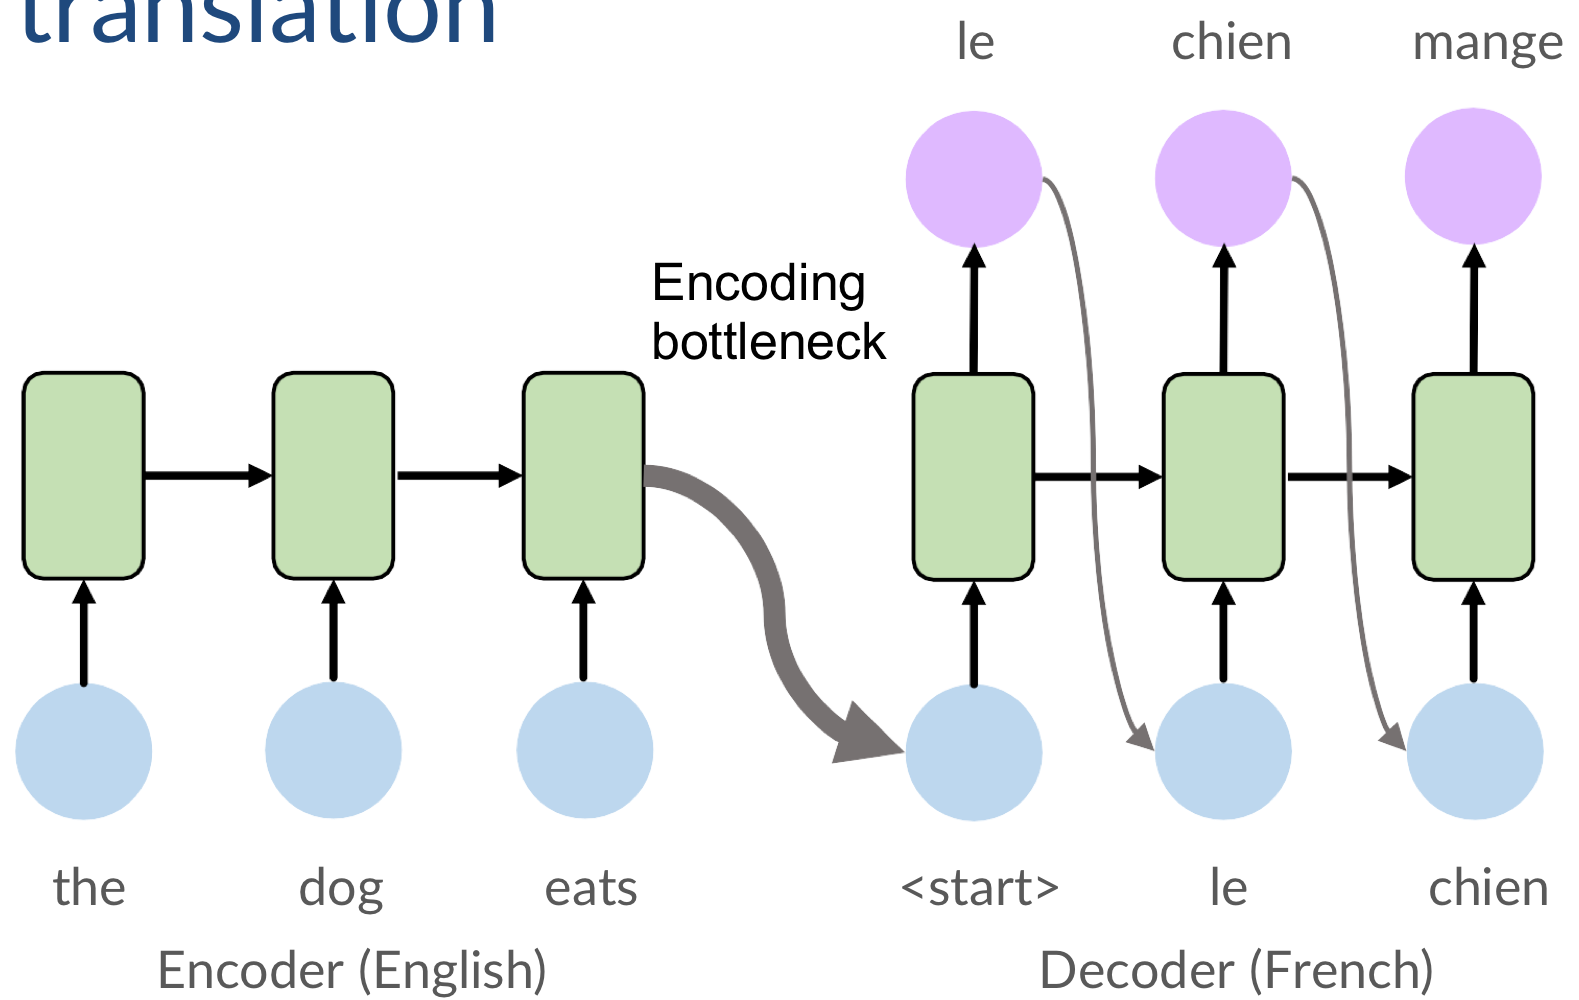 translation
le chien mange
Encoding
bottleneck
the dog eats <start> le chien
Encoder (English) Decoder (French)